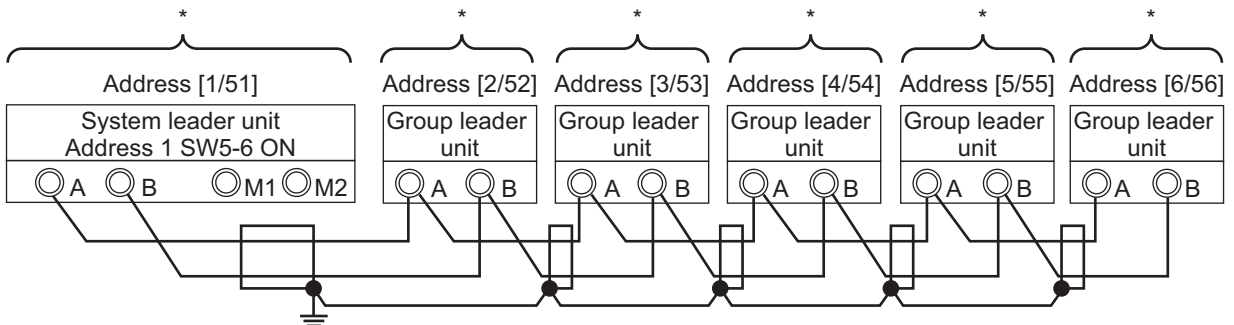 * * * * * *
Address [1/51] Address [2/52] Address [3/53] Address [4/54] Address [5/55] Address [6/56]
System leader unit Group leader Group leader Group leader Group leader Group leader
Address 1 SW5-6 ON unit unit unit unit unit
A B M1 M2 A B A B A B A B A B